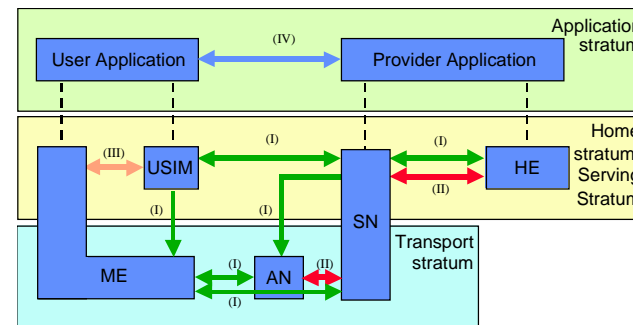 Application
stratum
User Application
(IV)
Provider Application
Home
stratum
Serving
Stratum
(III)
USIM
(I)
(I)
(II)
HE
(I)
(I)
SN
Transport
stratum
ME
(I)
AN
(II)
(I)